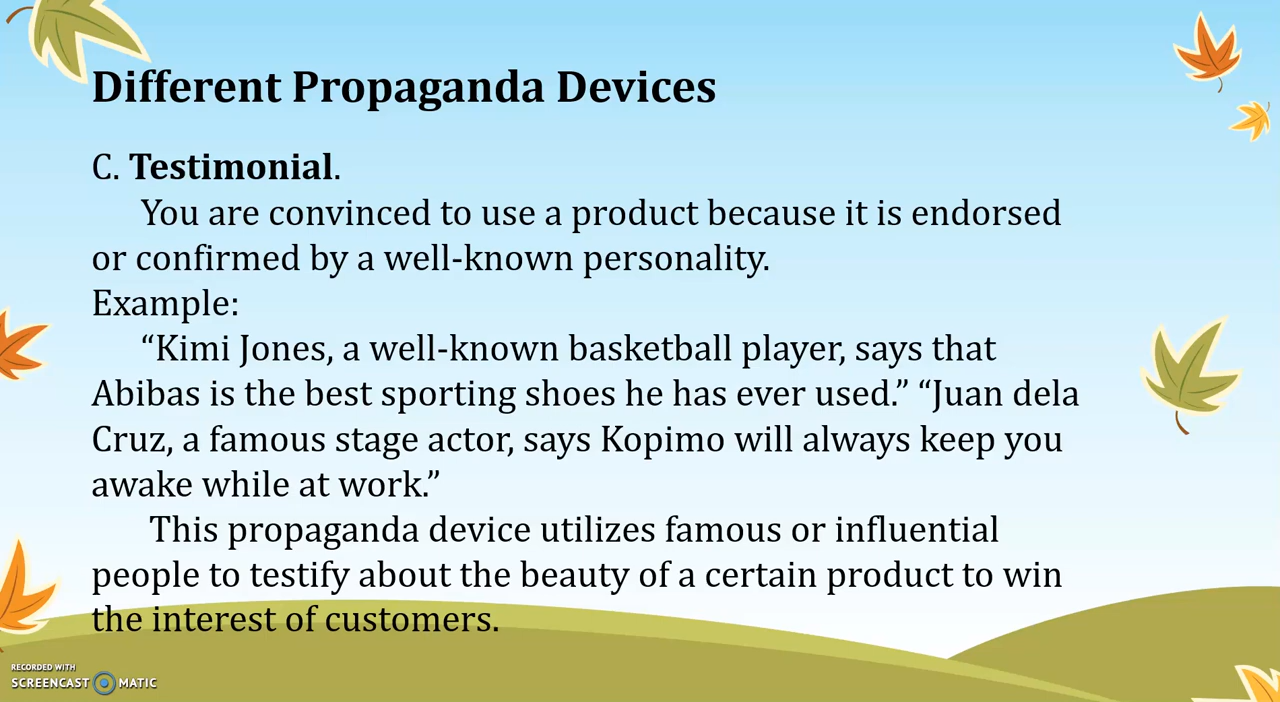 Different Propaganda Devices
C. Testimonial.
You are convinced to use a product because it is endorsed
or confirmed by a well-known personality.
Example:
“Kimi Jones, a well-known basketball player, says that
Abibas is the best sporting shoes he has ever used.” “Juan dela
Cruz, a famous stage actor, says Kopimo will always keep you
awake while at work.”
This propaganda device utilizes famous or influential
people to testify about the beauty of a certain product to win
the interest of customers.
RECORDED WITH
SCREENCAST MATIC